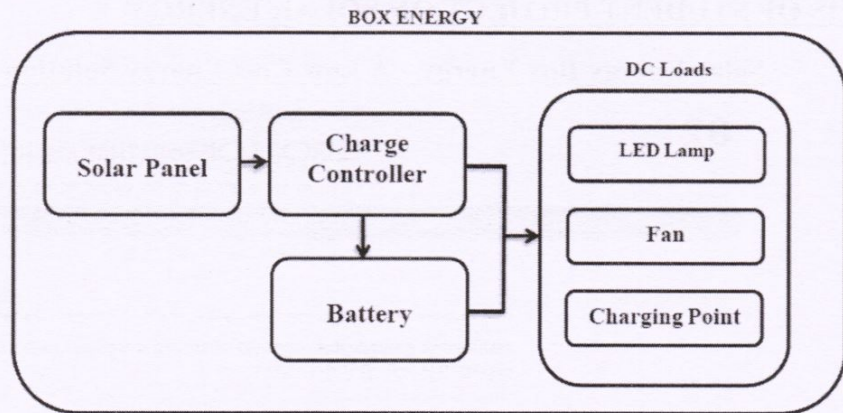 BOX ENERGY
DC Loads
Solar Panel
Charge
Controller
Battery
LED Lamp
Fan
Charging Point